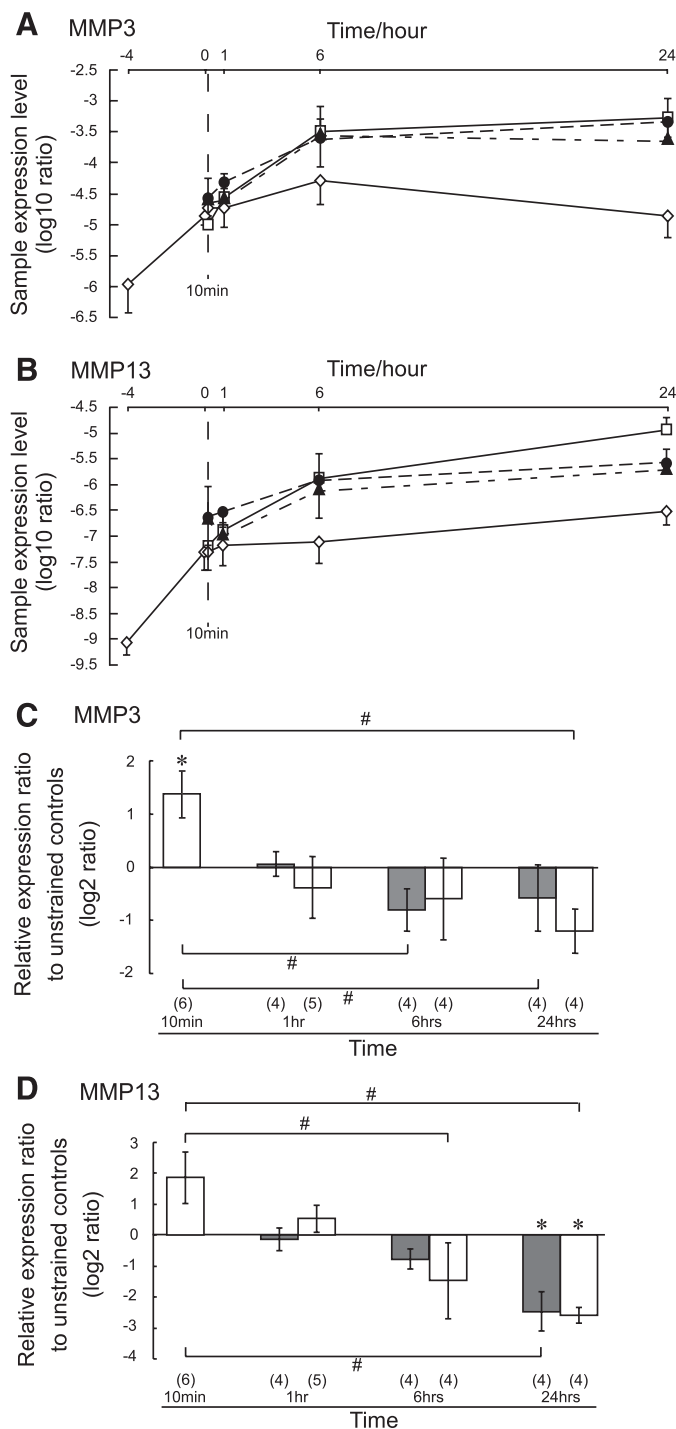 A MMP3
Time/hour
-4 0 1 6 24
Sample expression level
(log10 ratio)
-2.5
-3
-3.5
-4
-4.5
-5
-5.5
-6
-6.5
10min
B MMP13
Time/hour
-4 0 1 6 24
Sample expression level
(log10 ratio)
-4.5
-5
-5.5
-6
-6.5
-7
-7.5
-8
-8.5
-9
-9.5
10min
C MMP3
#
Relative expression ratio
to unstrained controls
(log2 ratio)
2
1
0
-1
-2
*
#
#
(6) (4) (5) (4) (4) (4) (4)
10min 1hr 6hrs 24hrs
Time
D MMP13
#
#
Relative expression ratio
to unstrained controls
(log2 ratio)
3
2
1
0
-1
-2
-3
-4
* *
#
(6) (4) (5) (4) (4) (4) (4)
10min 1hr 6hrs 24hrs
Time